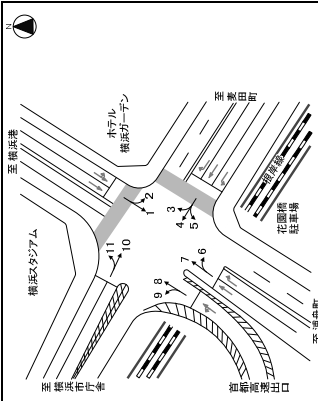 N
至麦田町
ホテル
横浜ガーデン
至横浜港
根岸線
花園橋
駐車場
横浜スタジアム
1
2
3
4
5
6
7
8
9
10
11
至横浜市庁舎
首都高速出口